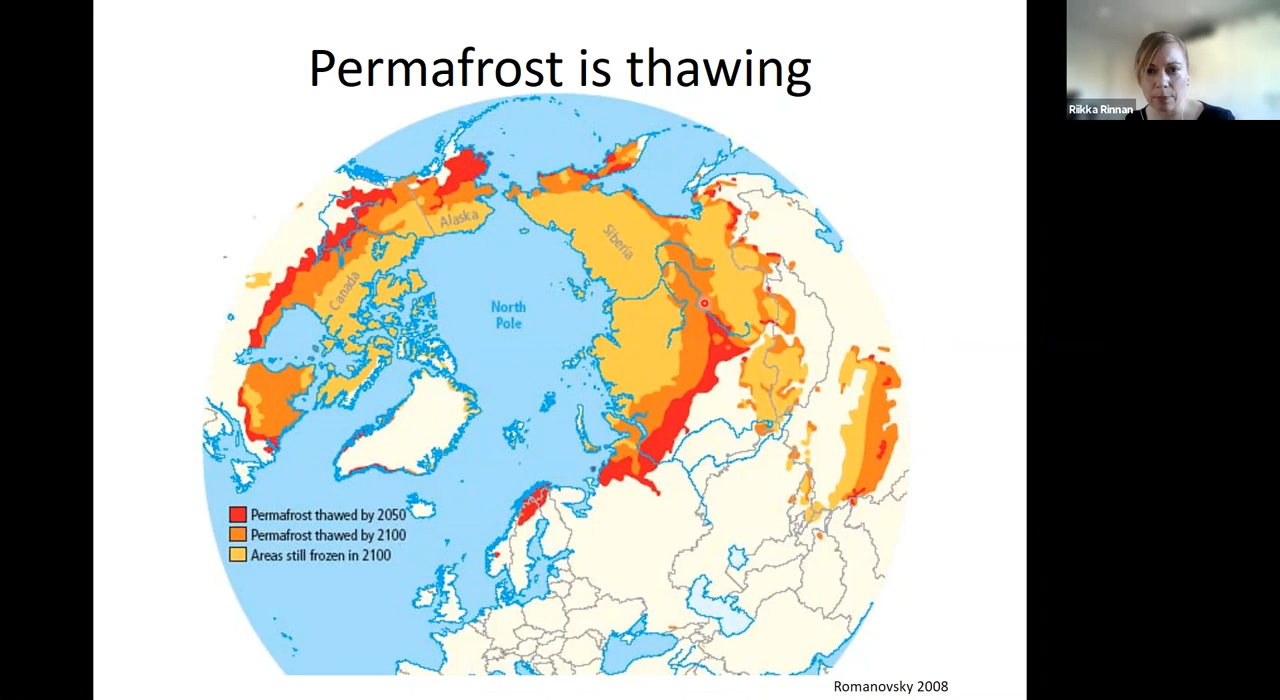 Permafrost is thawing
Riikka Rinnan
Alaska
Siberia
Canada
North
Pole
Permafrost thawed by 2050
Permafrost thawed by 2100
Areas still frozen in 2100
Romanovsky 2008